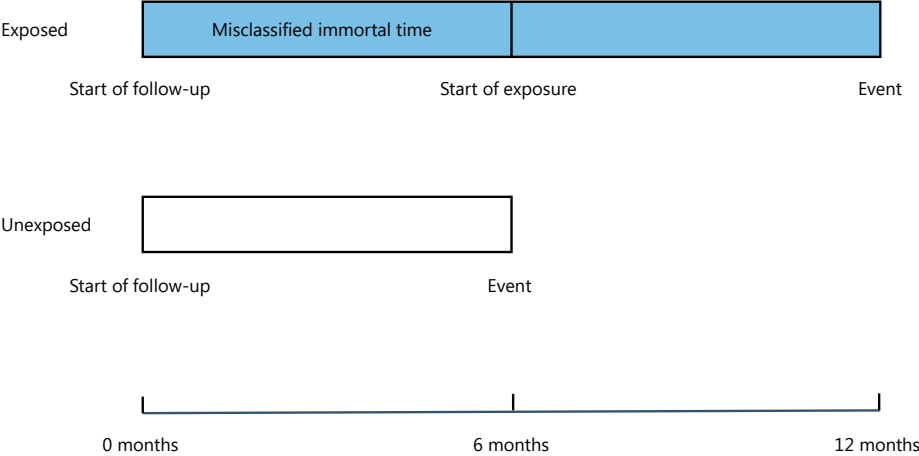 Exposed
Misclassified immortal time
Start of follow-up
Start of exposure
Event
Unexposed
Start of follow-up
Event
0 months
6 months
12 months